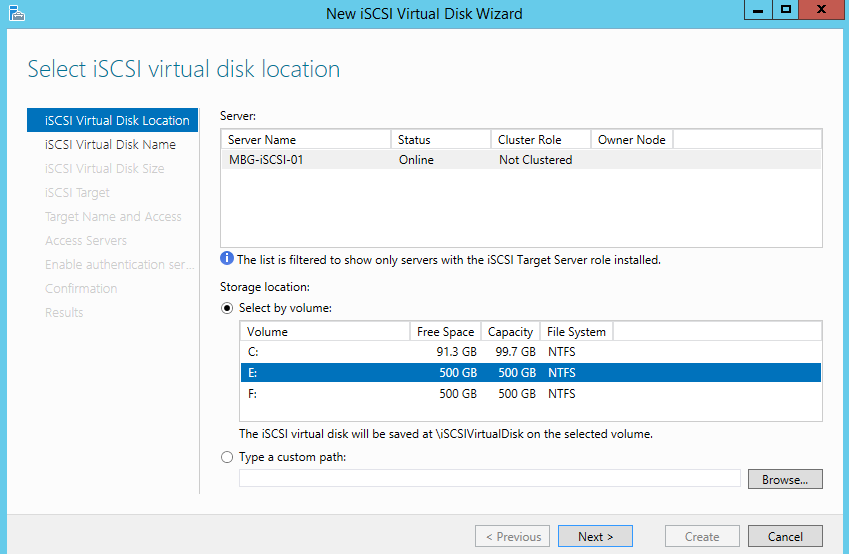 New iSCSI Virtual Disk Wizard
Select iSCSI virtual disk location
iSCSI Virtual Disk Location
iSCSI Virtual Disk Name
iSCSI Virtual Disk Size
iSCSI Target
Target Name and Access
Access Servers
Enable authentication ser...
Confirmation
Results
Server:
Server Name Status Cluster Role Owner Node
MBG-iSCSI-01 Online Not Clustered
The list is filtered to show only servers with the iSCSI Target Server role installed.
Storage location:
Select by volume:
Volume Free Space Capacity File System
C: 91.3 GB 99.7 GB NTFS
E: 500 GB 500 GB NTFS
F: 500 GB 500 GB NTFS
The iSCSI virtual disk will be saved at \iSCSIVirtualDisk on the selected volume.
Type a custom path:
Browse...
< Previous Next > Create Cancel